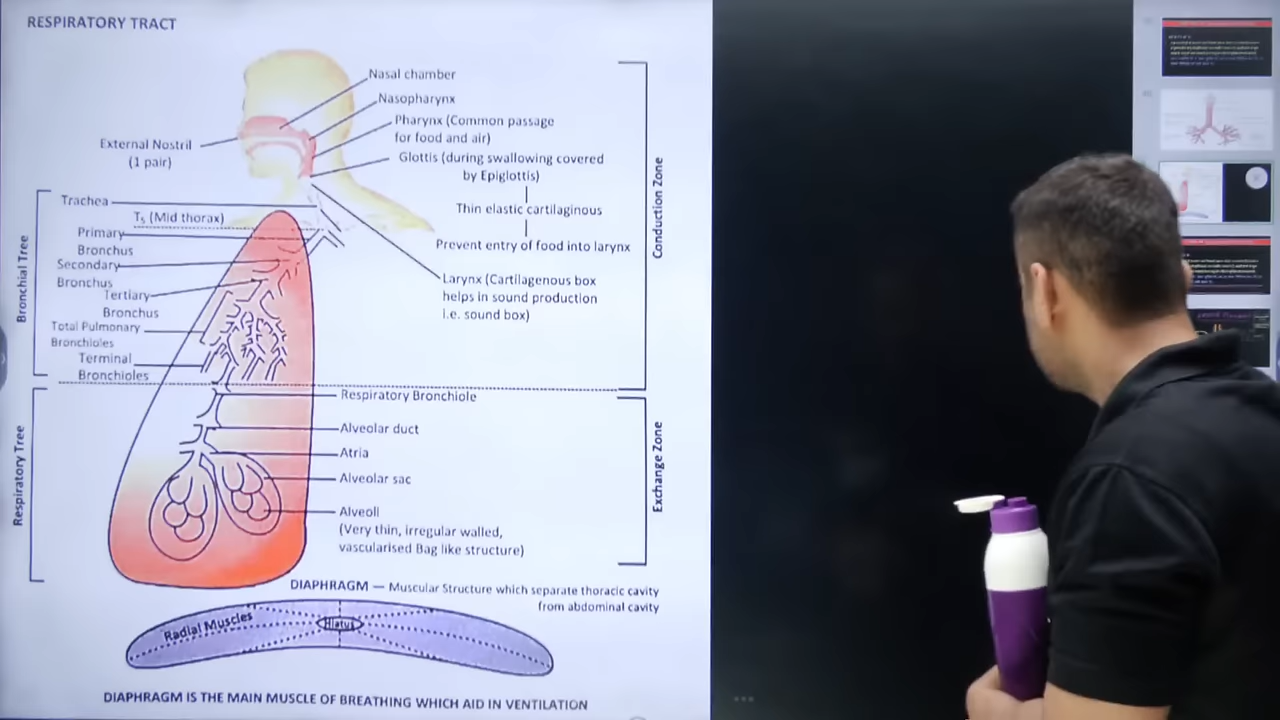 RESPIRATORY TRACT
Nasal chamber
Nasopharynx
Pharynx (Common passage
for food and air)
External Nostril
(1 pair)
Glottis (during swallowing covered
by Epiglottis)
Thin elastic cartilaginous
Prevent entry of food into larynx
Larynx (Cartilagenous box
helps in sound production
i.e. sound box)
Conduction Zone
Trachea
T5 (Mid thorax)
Primary
Bronchus
Secondary
Bronchus
Tertiary
Bronchus
Total Pulmonary
Bronchioles
Terminal
Bronchioles
Bronchial Tree
Respiratory Bronchiole
Alveolar duct
Atria
Alveolar sac
Alveoli
(Very thin, irregular walled,
vascularised Bag like structure)
Respiratory Tree
Exchange Zone
DIAPHRAGM — Muscular Structure which separate thoracic cavity
from abdominal cavity
Radial Muscles
Hiatus
DIAPHRAGM IS THE MAIN MUSCLE OF BREATHING WHICH AID IN VENTILATION